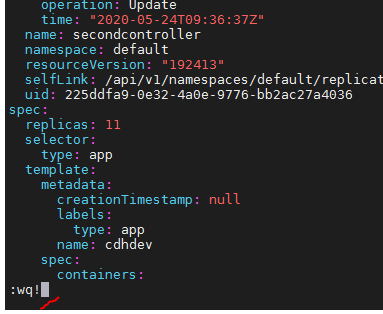 operation: Update
time: "2020-05-24T09:36:37Z"
name: secondcontroller
namespace: default
resourceVersion: "192413"
selfLink: /api/v1/namespaces/default/replicat
uid: 225ddfa9-0e32-4a0e-9776-bb2ac27a4036
spec:
replicas: 11
selector:
type: app
template:
metadata:
creationTimestamp: null
labels:
type: app
name: cdhdev
spec:
containers:
:wq!